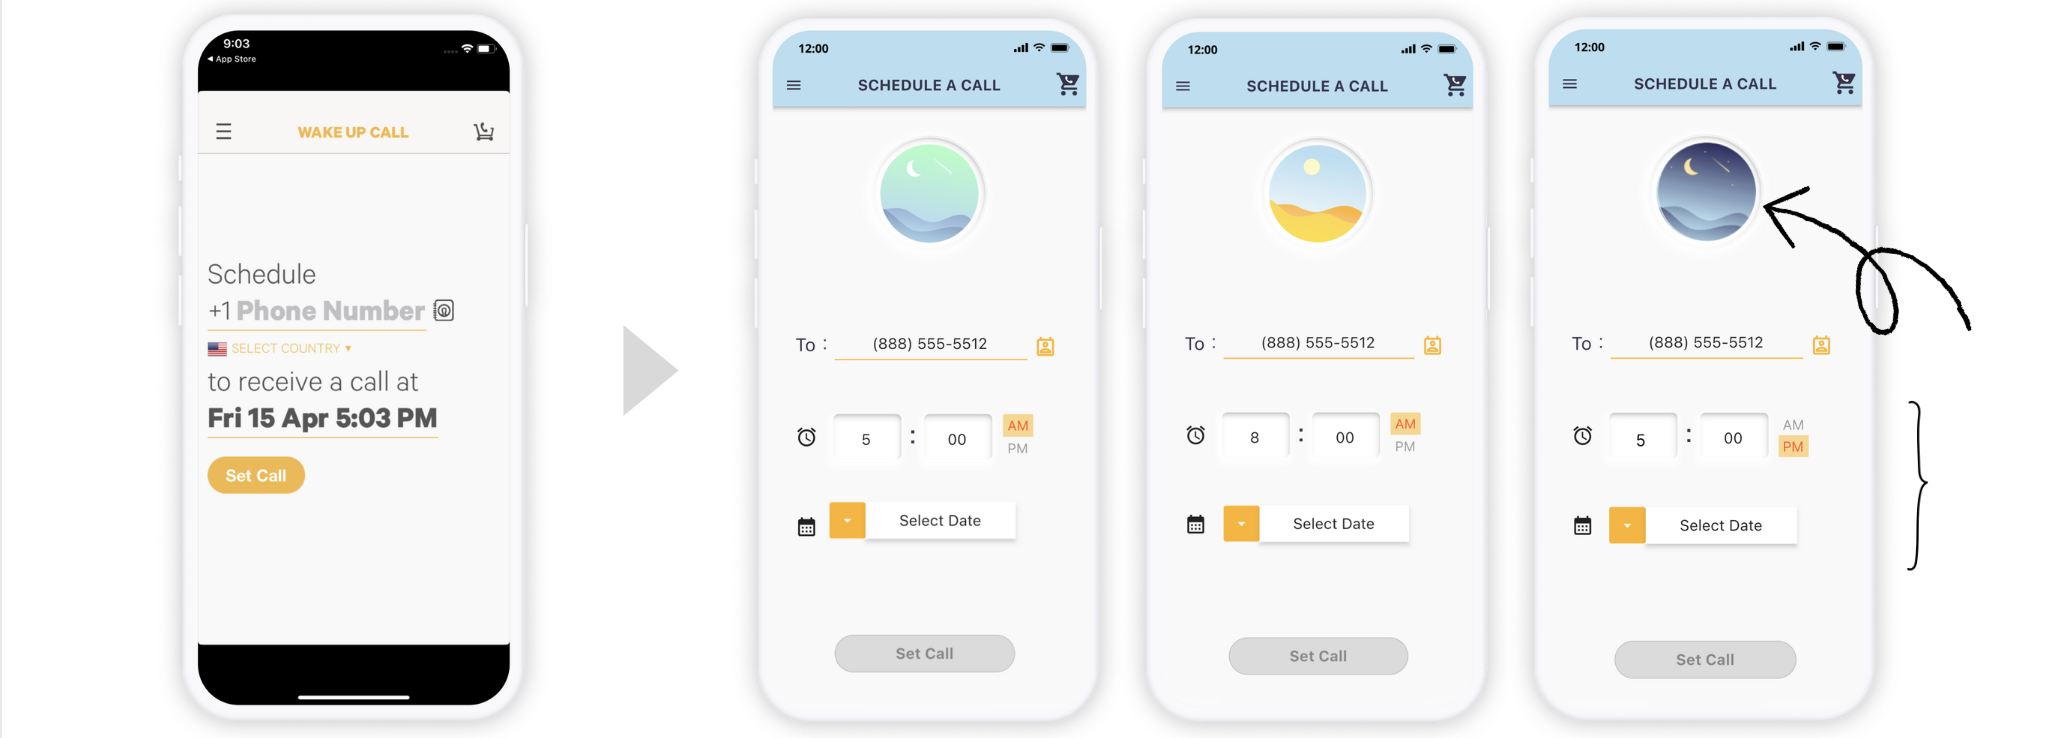 9:03
◀ App Store
WAKE UP CALL
Schedule
+1 Phone Number
SELECT COUNTRY ▾
to receive a call at
Fri 15 Apr 5:03 PM
Set Call
12:00
SCHEDULE A CALL
To : (888) 555-5512
5 : 00 AM
PM
Select Date
Set Call
12:00
SCHEDULE A CALL
To : (888) 555-5512
8 : 00 AM
PM
Select Date
Set Call
12:00
SCHEDULE A CALL
To : (888) 555-5512
5 : 00 AM
PM
Select Date
Set Call